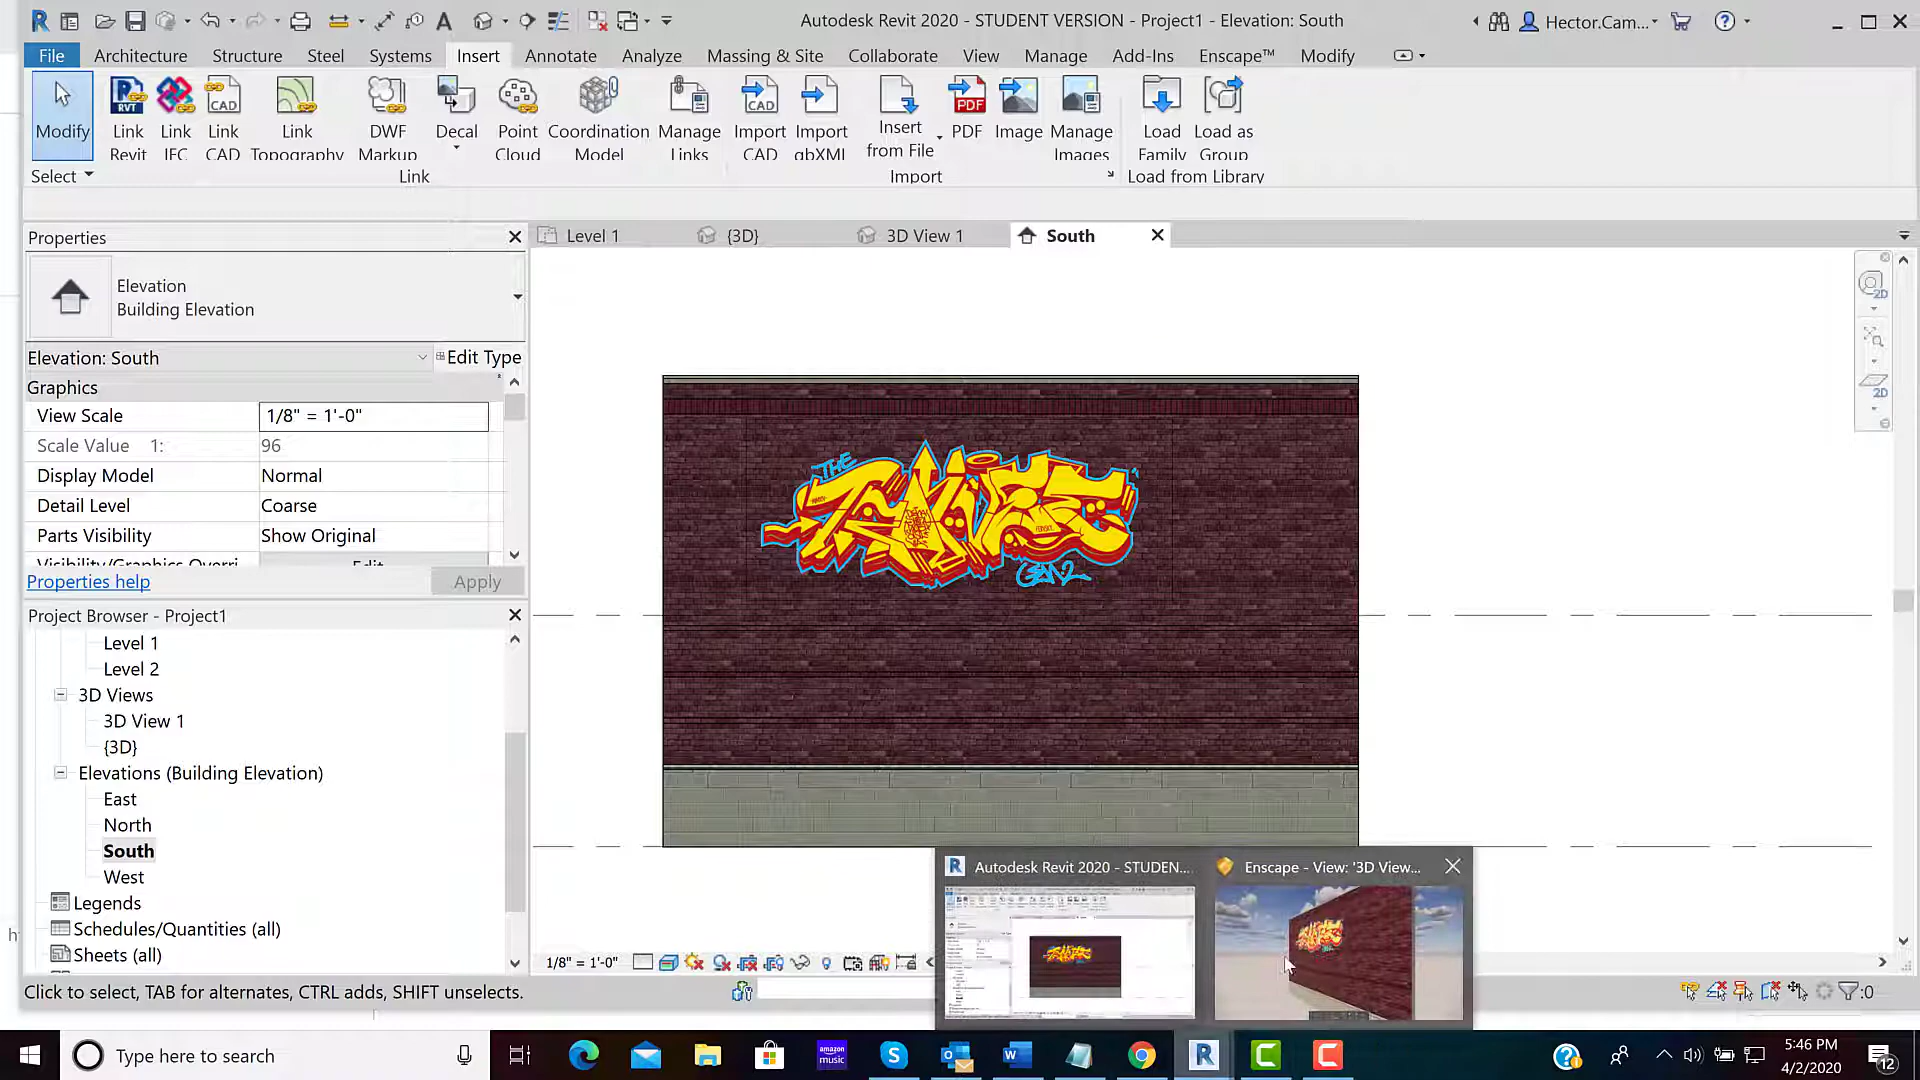 Autodesk Revit 2020 - STUDENT VERSION - Project1 - Elevation: South
Hector.Cam...
File Architecture Structure Steel Systems Insert Annotate Analyze Massing & Site Collaborate View Manage Add-Ins Enscape™ Modify
Modify
Link Revit
Link IFC
Link CAD
Link Topography
DWF Markup
Decal
Point Cloud
Coordination Model
Manage Links
Import CAD
Import gbXML
Insert from File
PDF
Image
Manage Images
Load Family
Load as Group
Select
Link
Import
Load from Library
Properties
Level 1
{3D}
3D View 1
South
Elevation
Building Elevation
Elevation: South
Edit Type
Graphics
View Scale 1/8" = 1'-0"
Scale Value 1: 96
Display Model Normal
Detail Level Coarse
Parts Visibility Show Original
Visibility/Graphics Overri Edit
Properties help
Apply
Project Browser - Project1
Level 1
Level 2
3D Views
3D View 1
{3D}
Elevations (Building Elevation)
East
North
South
West
Legends
Schedules/Quantities (all)
Sheets (all)
THE
1/8" = 1'-0"
Autodesk Revit 2020 - STUDEN...
Enscape - View: '3D View...
Click to select, TAB for alternates, CTRL adds, SHIFT unselects.
:0
Type here to search
amazon music
5:46 PM
4/2/2020
12